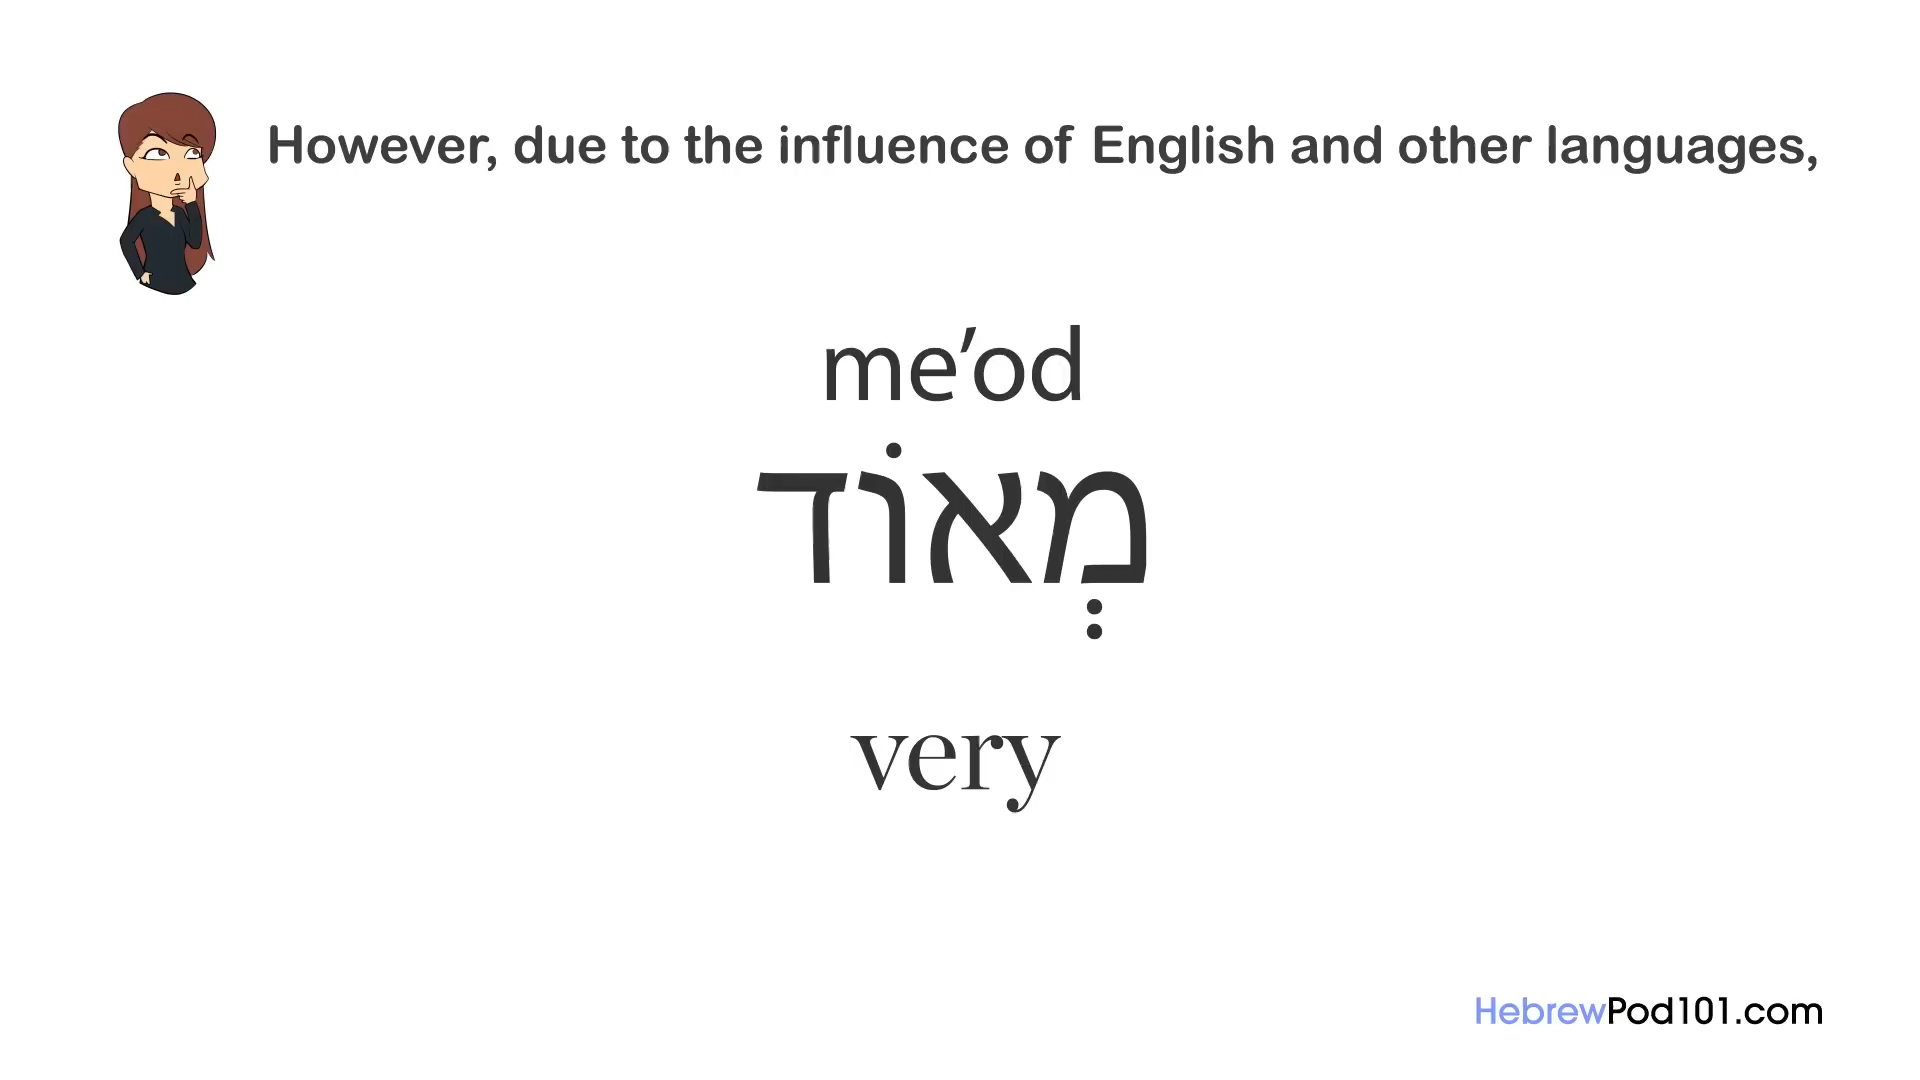 However, due to the influence of English and other languages,
me’od
מְאוֹד
very
HebrewPod101.com